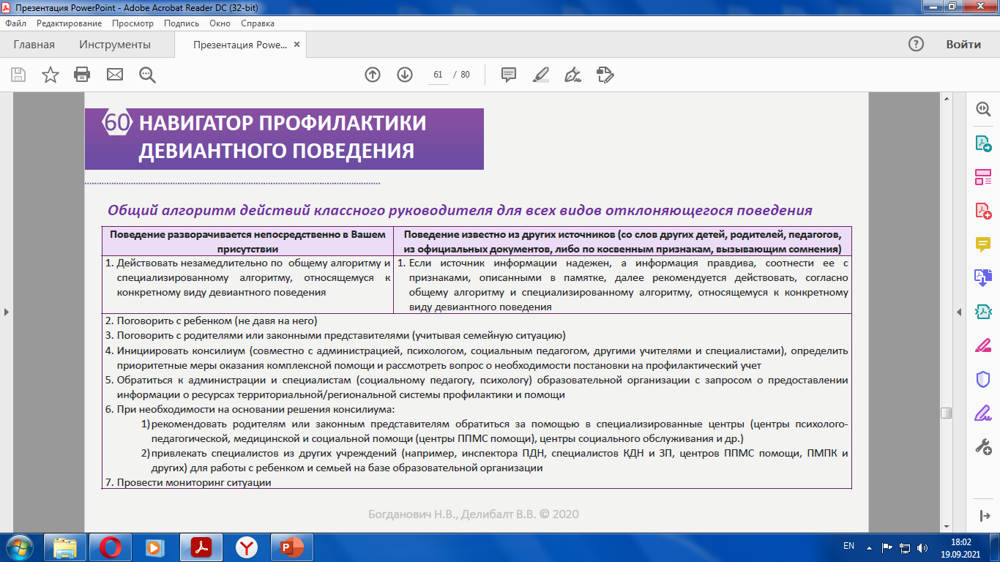 Презентация PowerPoint - Adobe Acrobat Reader DC (32-bit)
Файл Редактирование Просмотр Подпись Окно Справка
Главная Инструменты Презентация Powe... × Войти
61 / 80
60 НАВИГАТОР ПРОФИЛАКТИКИ
ДЕВИАНТНОГО ПОВЕДЕНИЯ
Общий алгоритм действий классного руководителя для всех видов отклоняющегося поведения
Поведение разворачивается непосредственно в Вашем
присутствии
Поведение известно из других источников (со слов других детей, родителей, педагогов,
из официальных документов, либо по косвенным признакам, вызывающим сомнения)
1. Действовать незамедлительно по общему алгоритму и
специализированному алгоритму, относящемуся к
конкретному виду девиантного поведения
1. Если источник информации надежен, а информация правдива, соотнести ее с
признаками, описанными в памятке, далее рекомендуется действовать, согласно
общему алгоритму и специализированному алгоритму, относящемуся к конкретному
виду девиантного поведения
2. Поговорить с ребенком (не давя на него)
3. Поговорить с родителями или законными представителями (учитывая семейную ситуацию)
4. Инициировать консилиум (совместно с администрацией, психологом, социальным педагогом, другими учителями и специалистами), определить
приоритетные меры оказания комплексной помощи и рассмотреть вопрос о необходимости постановки на профилактический учет
5. Обратиться к администрации и специалистам (социальному педагогу, психологу) образовательной организации с запросом о предоставлении
информации о ресурсах территориальной/региональной системы профилактики и помощи
6. При необходимости на основании решения консилиума:
1)рекомендовать родителям или законным представителям обратиться за помощью в специализированные центры (центры психолого-
педагогической, медицинской и социальной помощи (центры ППМС помощи), центры социального обслуживания и др.)
2)привлекать специалистов из других учреждений (например, инспектора ПДН, специалистов КДН и ЗП, центров ППМС помощи, ПМПК и
других) для работы с ребенком и семьей на базе образовательной организации
7. Провести мониторинг ситуации
Богданович Н.В., Делибалт В.В. © 2020
EN
18:02
19.09.2021